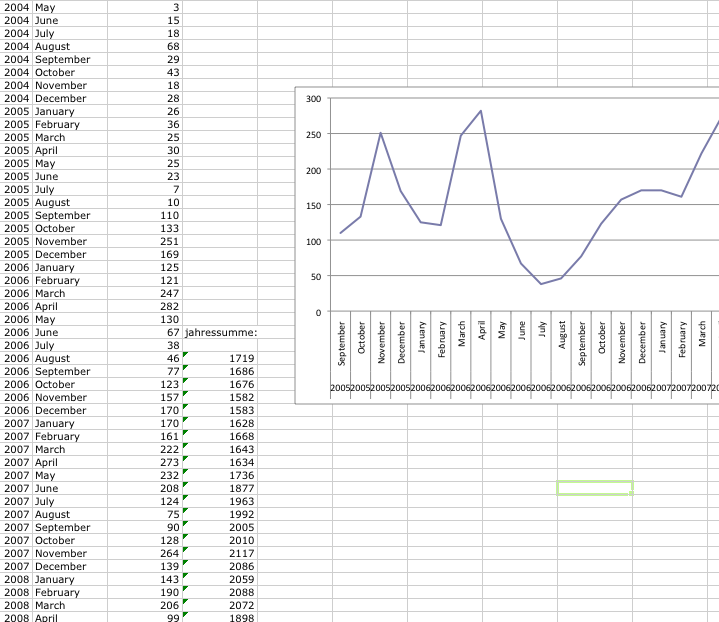 2004 May 3
2004 June 15
2004 July 18
2004 August 68
2004 September 29
2004 October 43
2004 November 18
2004 December 28
2005 January 26
2005 February 36
2005 March 25
2005 April 30
2005 May 25
2005 June 23
2005 July 7
2005 August 10
2005 September 110
2005 October 133
2005 November 251
2005 December 169
2006 January 125
2006 February 121
2006 March 247
2006 April 282
2006 May 130
2006 June 67 jahressumme:
2006 July 38
2006 August 46 1719
2006 September 77 1686
2006 October 123 1676
2006 November 157 1582
2006 December 170 1583
2007 January 170 1628
2007 February 161 1668
2007 March 222 1643
2007 April 273 1634
2007 May 232 1736
2007 June 208 1877
2007 July 124 1963
2007 August 75 1992
2007 September 90 2005
2007 October 128 2010
2007 November 264 2117
2007 December 139 2086
2008 January 143 2059
2008 February 190 2088
2008 March 206 2072
2008 April 99 1898
300
250
200
150
100
50
0
September October November December January February March April May June July August September October November December January February March
2005 2005 2005 2005 2006 2006 2006 2006 2006 2006 2006 2006 2006 2006 2006 2006 2007 2007 2007